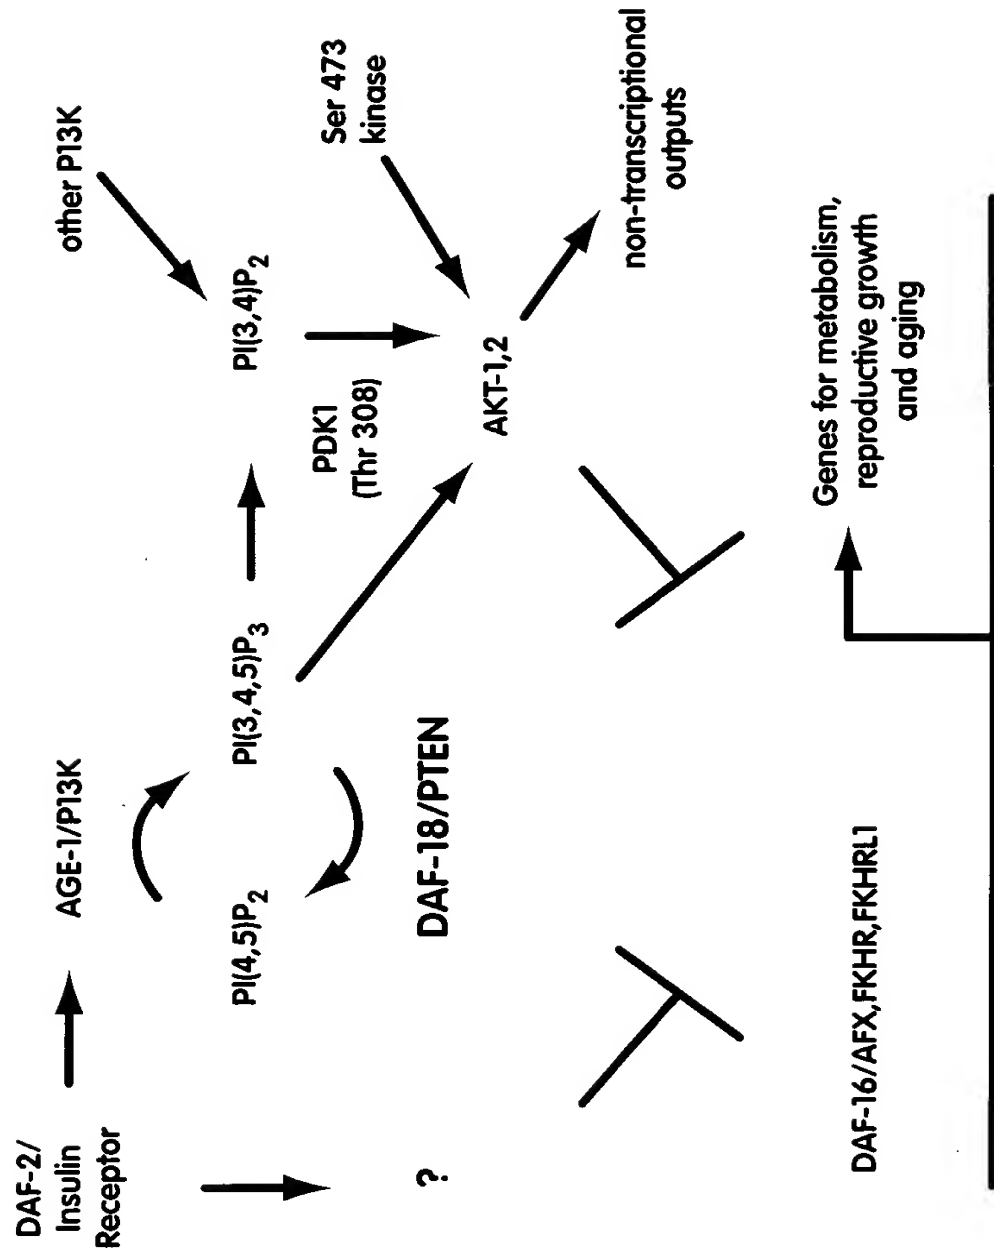 DAF-2/
Insulin
Receptor
AGE-1/P13K
other P13K
PI(4,5)P2
PI(3,4,5)P3
PI(3,4)P2
Ser 473
kinase
PDK1
(Thr 308)
?
DAF-18/PTEN
AKT-1,2
non-transcriptional
outputs
DAF-16/AFX,FKHR,FKHRL1
Genes for metabolism,
reproductive growth
and aging